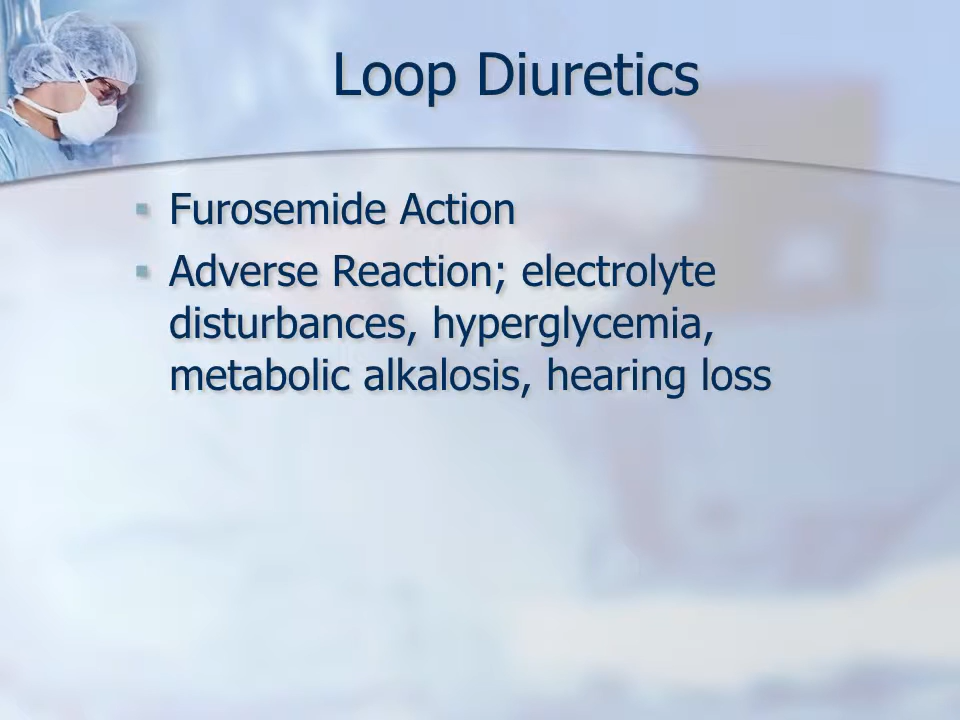 Loop Diuretics
Furosemide Action
Adverse Reaction; electrolyte
disturbances, hyperglycemia,
metabolic alkalosis, hearing loss